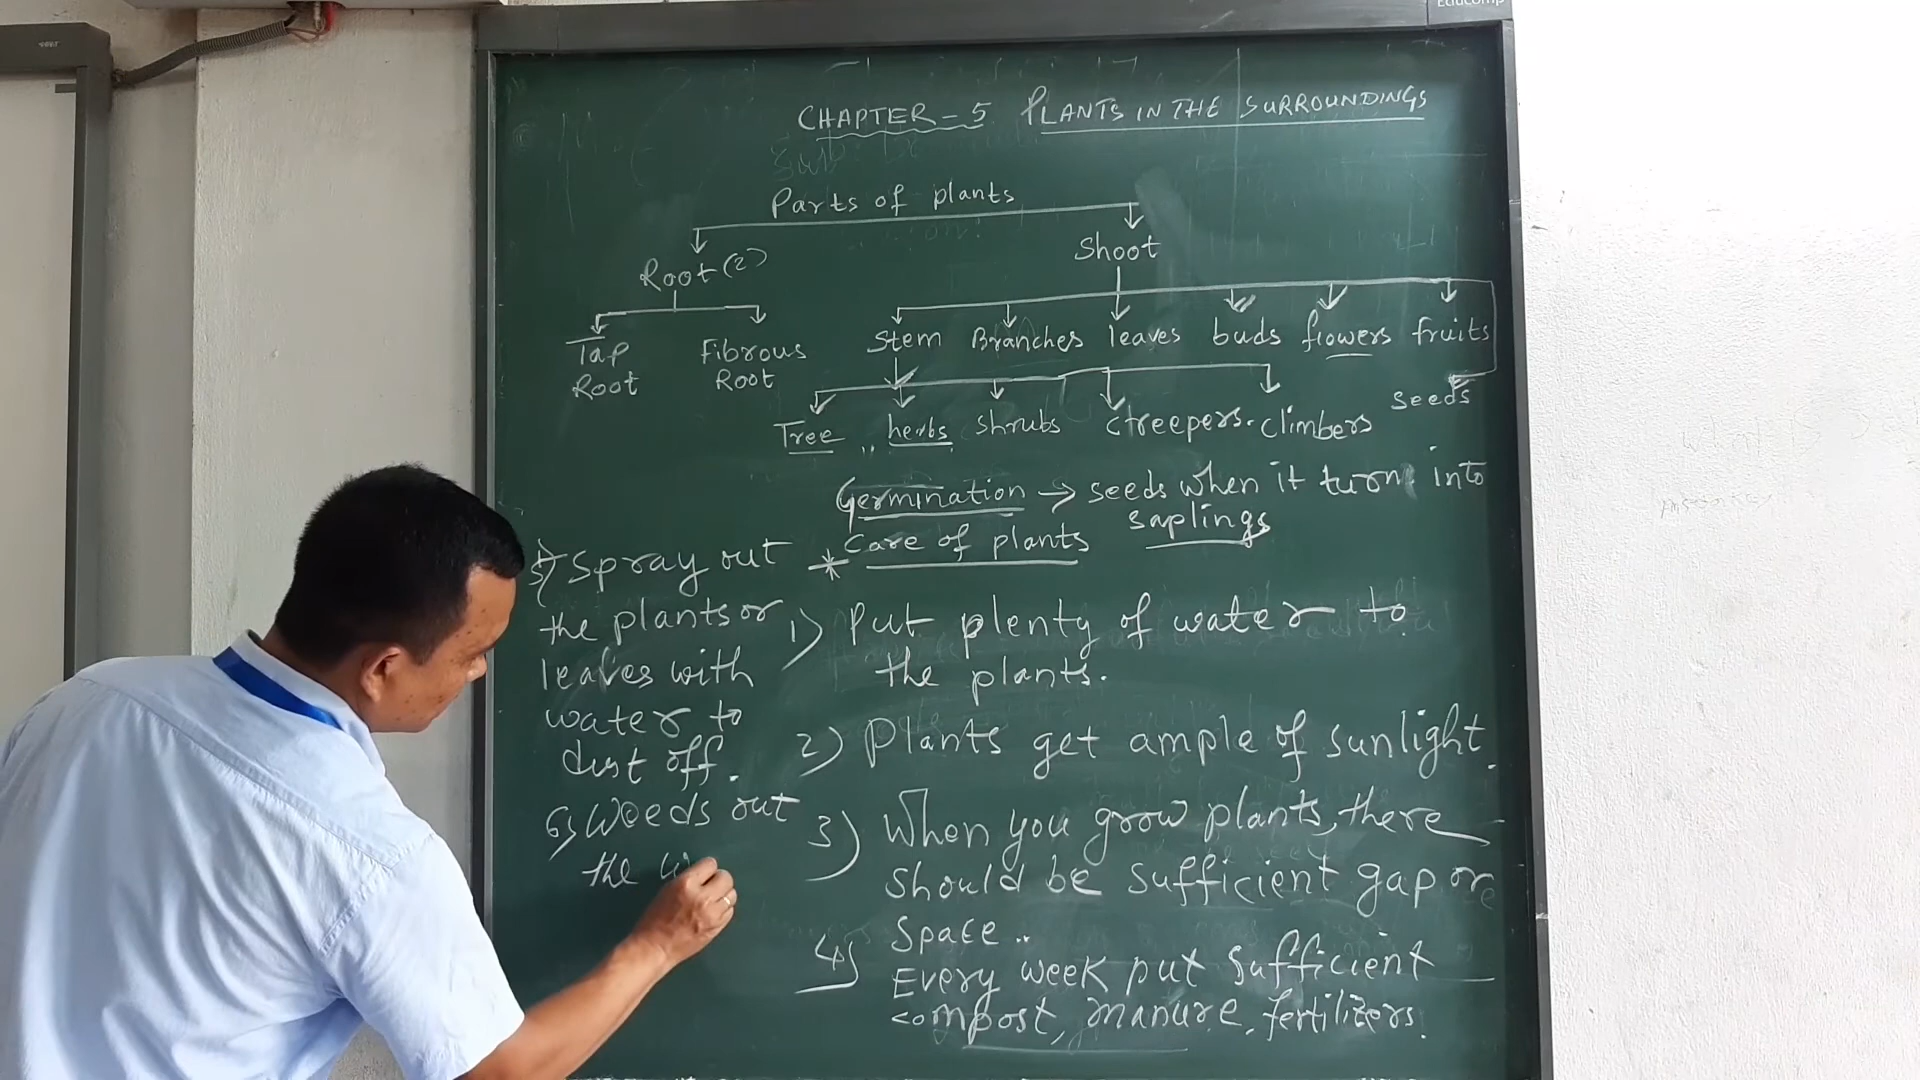 Educomp
CHAPTER - 5 PLANTS IN THE SURROUNDINGS
Parts of plants
Root (2)
Shoot
Tap Root
Fibrous Root
Stem Branches leaves buds flowers fruits
seeds
Tree herbs shrubs creepers climbers
Germination → seeds when it turns into
saplings
* Care of plants
1) Put plenty of water to
the plants.
2) Plants get ample of sunlight.
3) When you grow plants, there
should be sufficient gap or
space..
4) Every week put sufficient
compost, manure, fertilizers.
5) Spray out
the plants or
leaves with
water to
dust off.
6) Weeds out
the